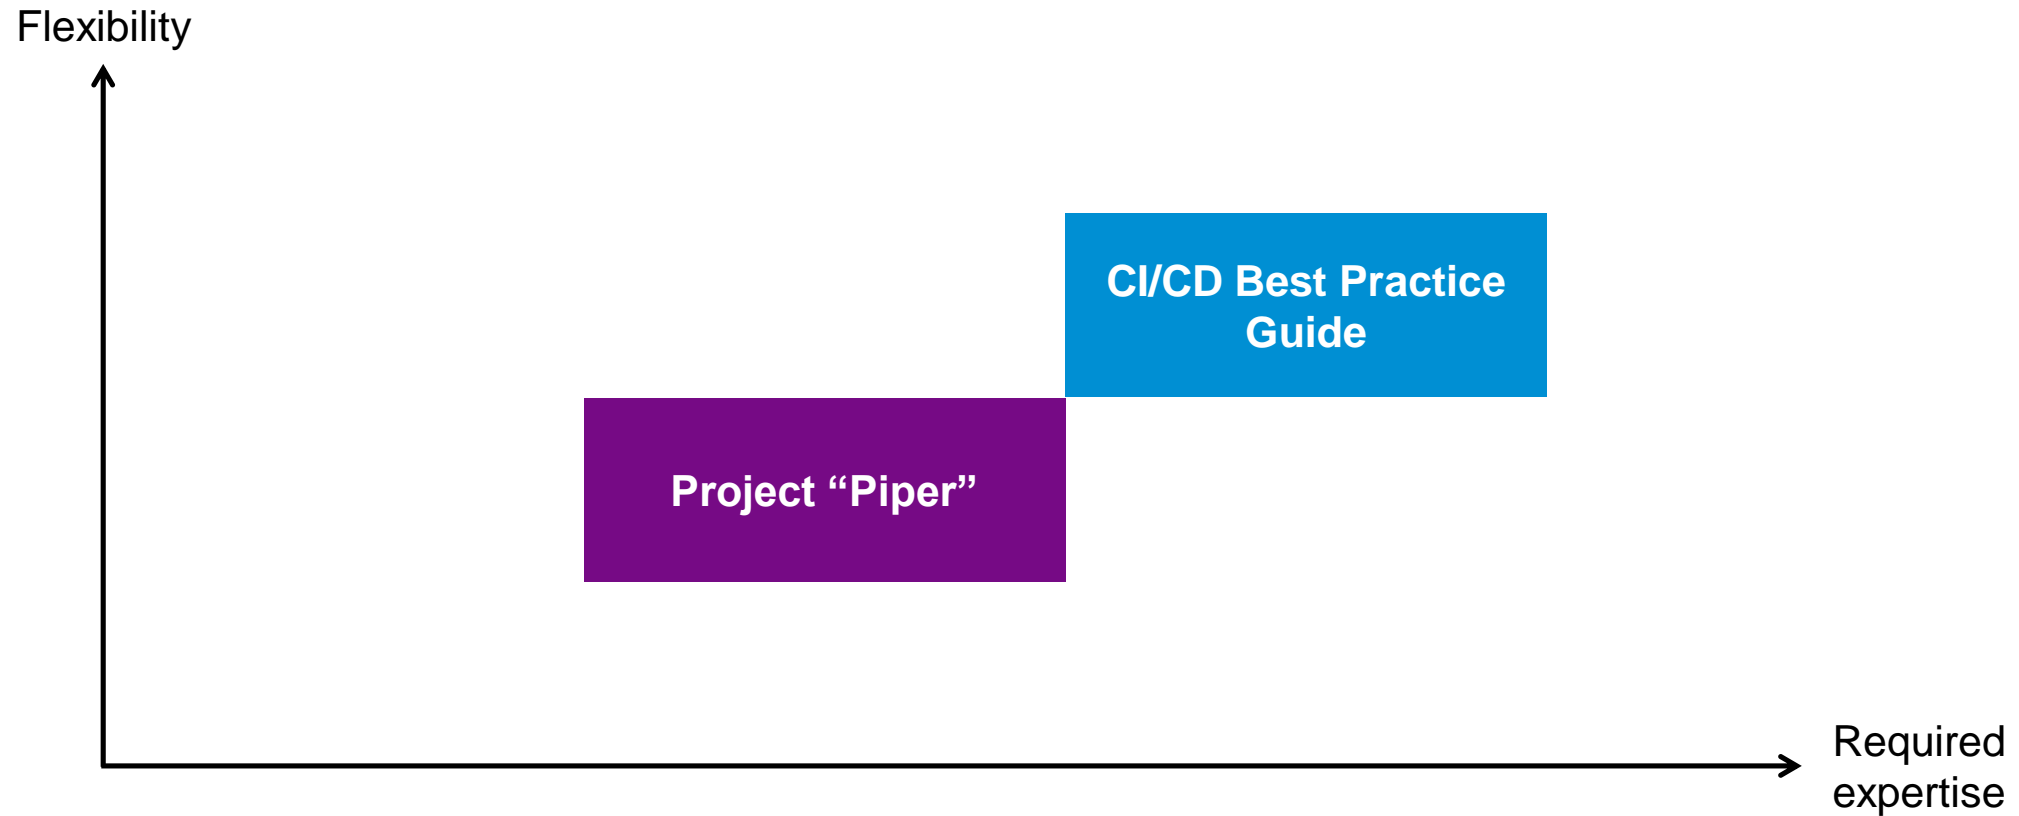 Flexibility
CI/CD Best Practice
Guide
Project “Piper”
Required
expertise